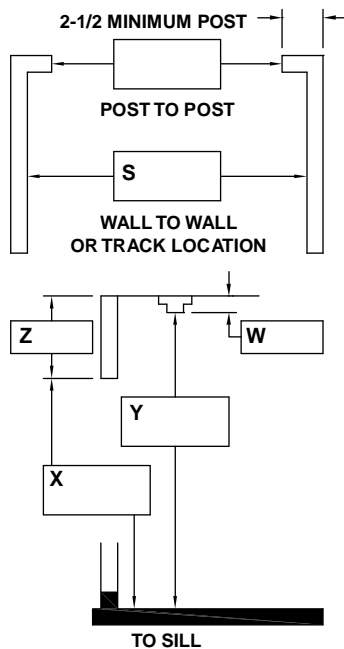 2-1/2 MINIMUM POST
POST TO POST
S
WALL TO WALL
OR TRACK LOCATION
Z
W
Y
X
TO SILL